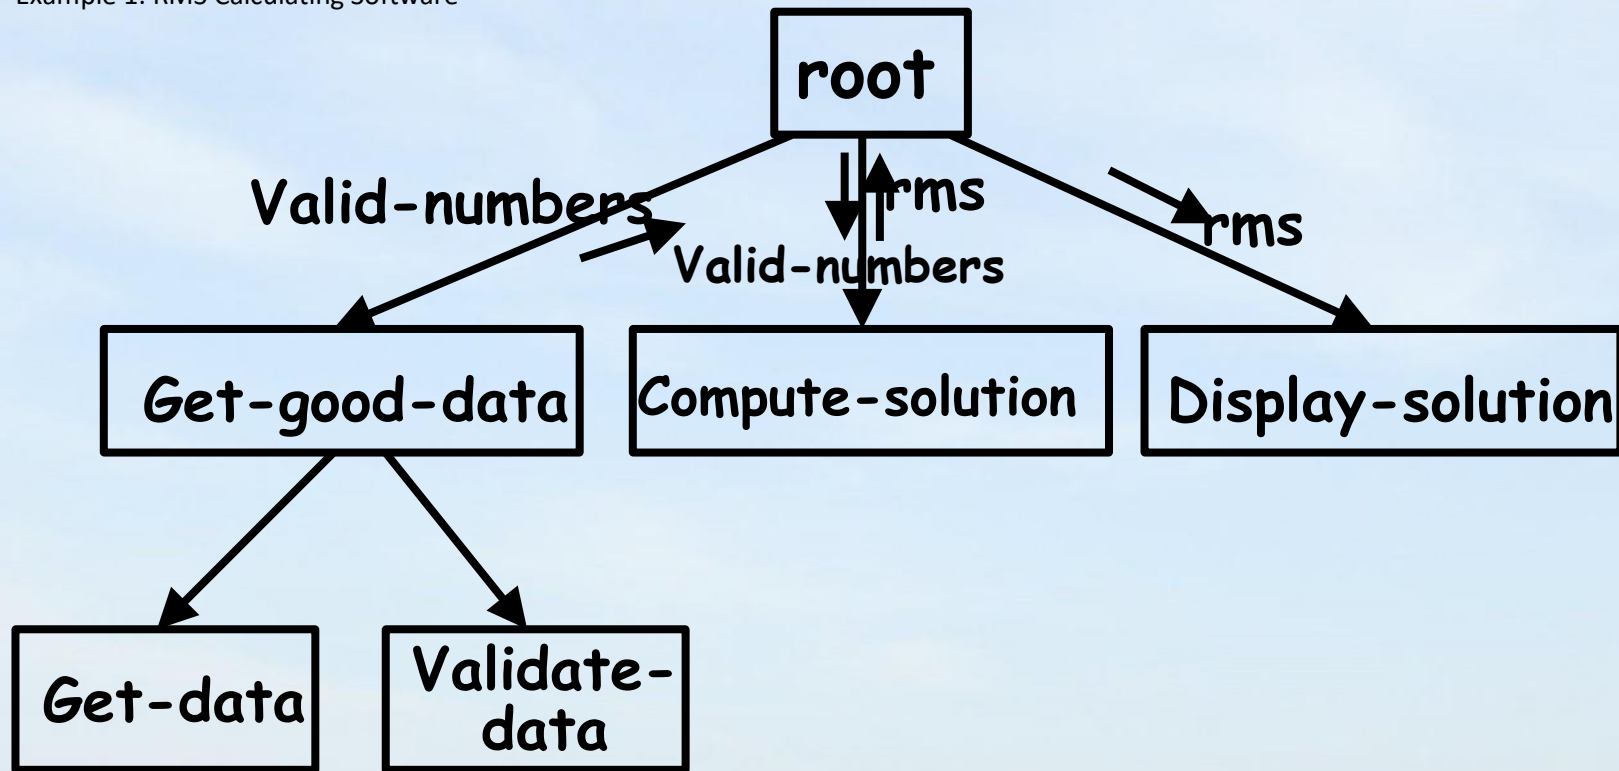 Example 1: RMS Calculating Software
root
Valid-numbers
rms
rms
Valid-numbers
Get-good-data
Compute-solution
Display-solution
Get-data
Validate-
data